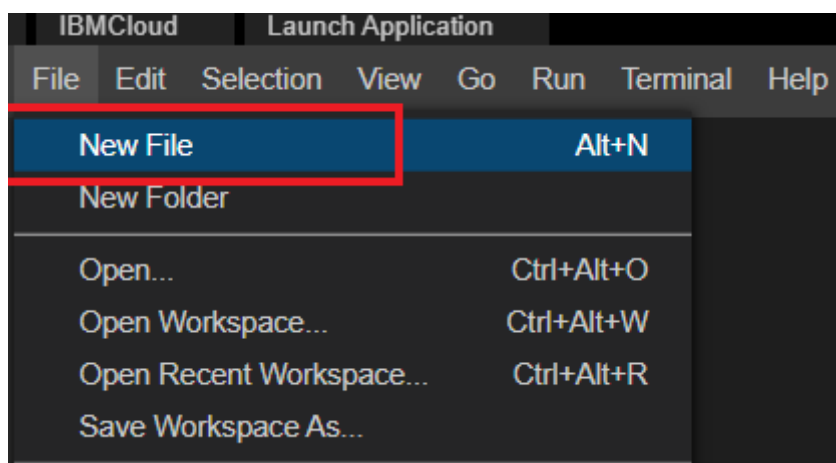 IBMCloud Launch Application
File Edit Selection View Go Run Terminal Help
New File Alt+N
New Folder
Open... Ctrl+Alt+O
Open Workspace... Ctrl+Alt+W
Open Recent Workspace... Ctrl+Alt+R
Save Workspace As...